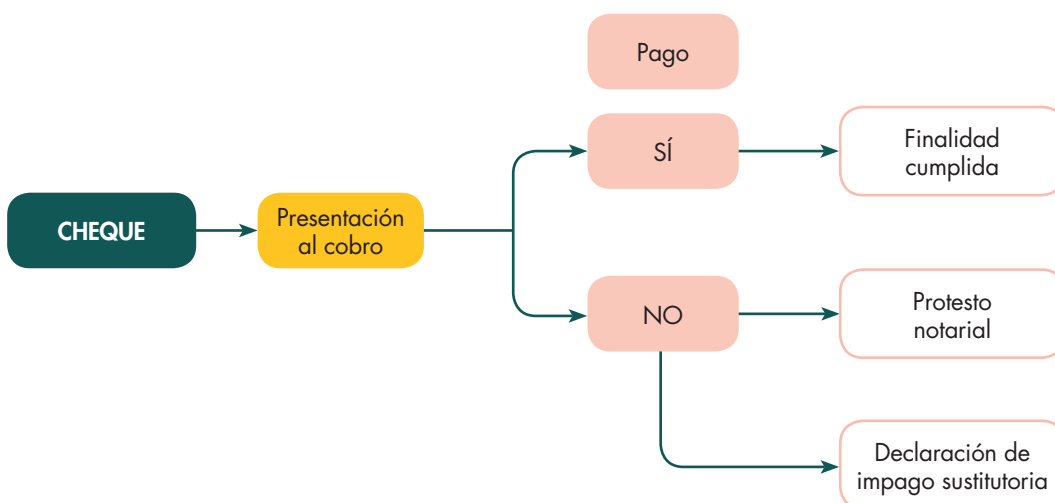 Pago
SÍ
Finalidad
cumplida
CHEQUE
Presentación
al cobro
NO
Protesto
notarial
Declaración de
impago sustitutoria